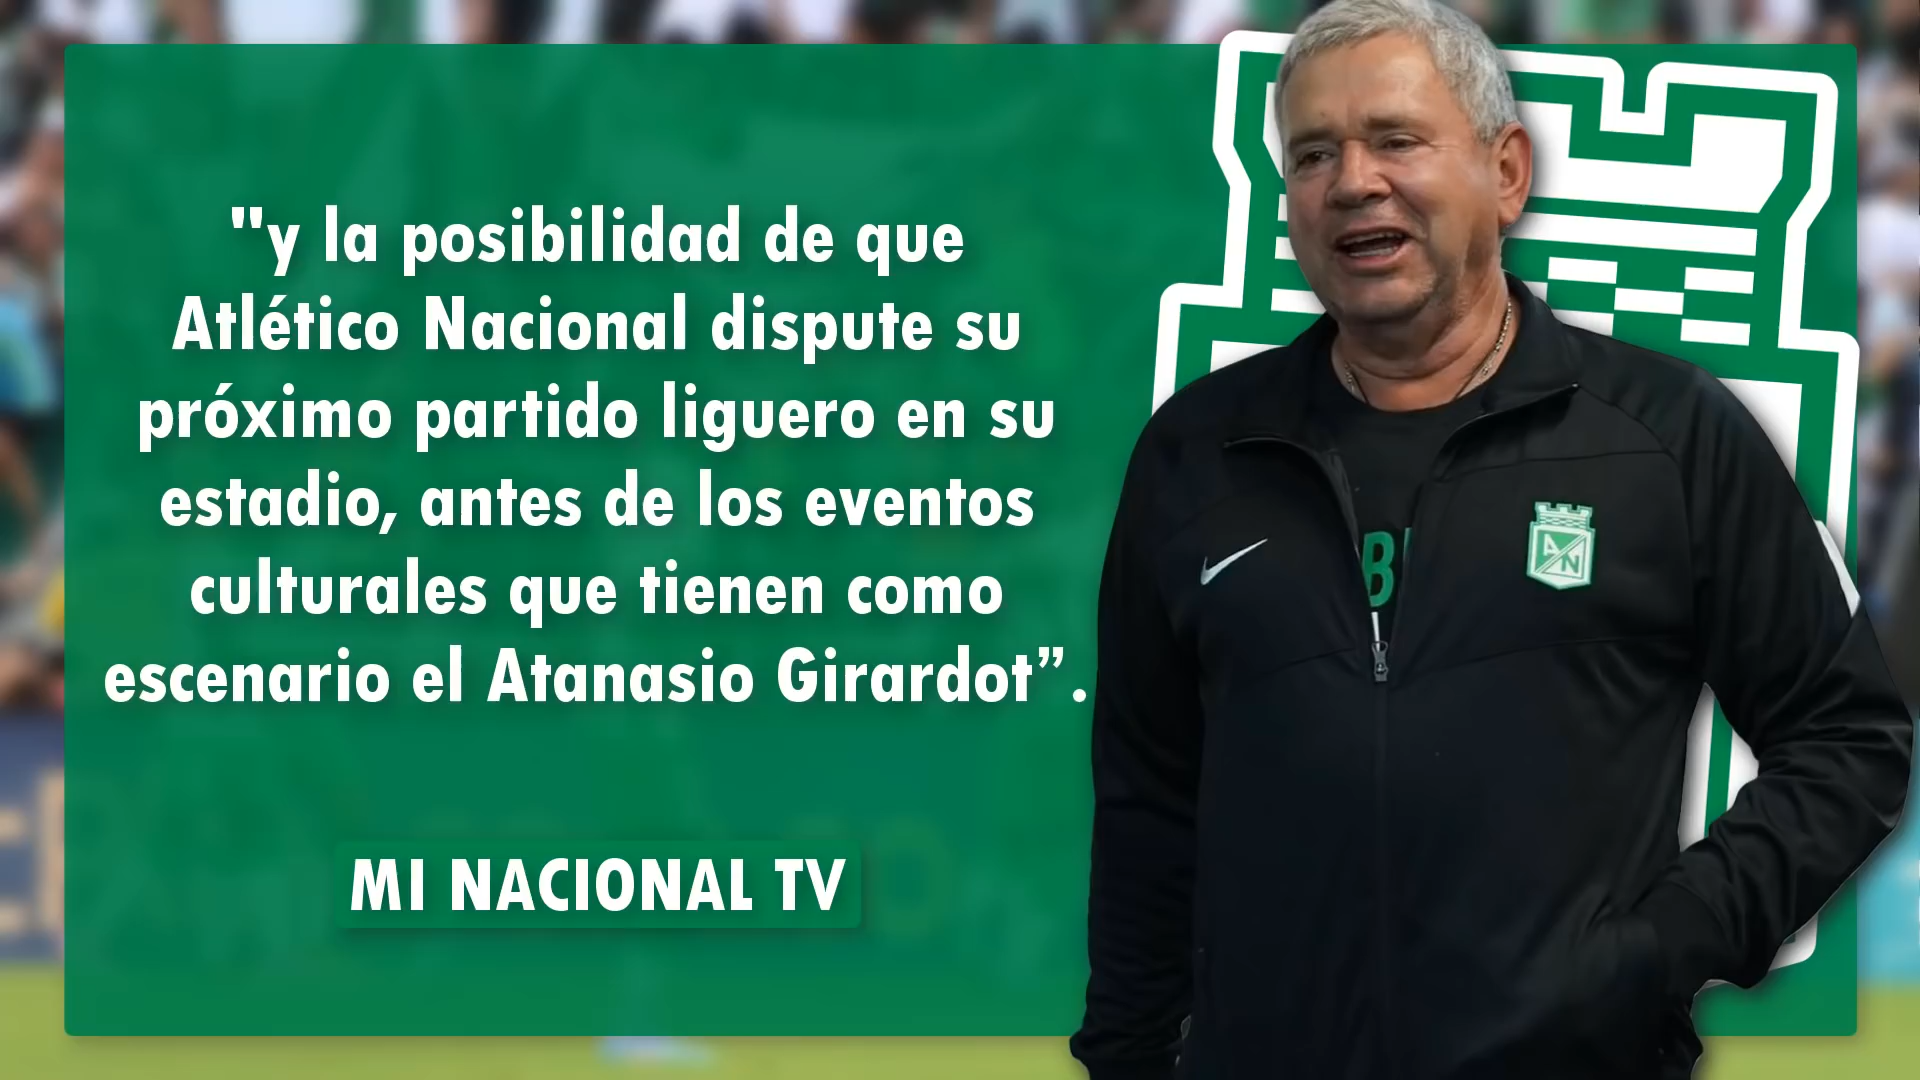 "y la posibilidad de que
Atlético Nacional dispute su
próximo partido liguero en su
estadio, antes de los eventos
culturales que tienen como
escenario el Atanasio Girardot”.
MI NACIONAL TV
B
AN